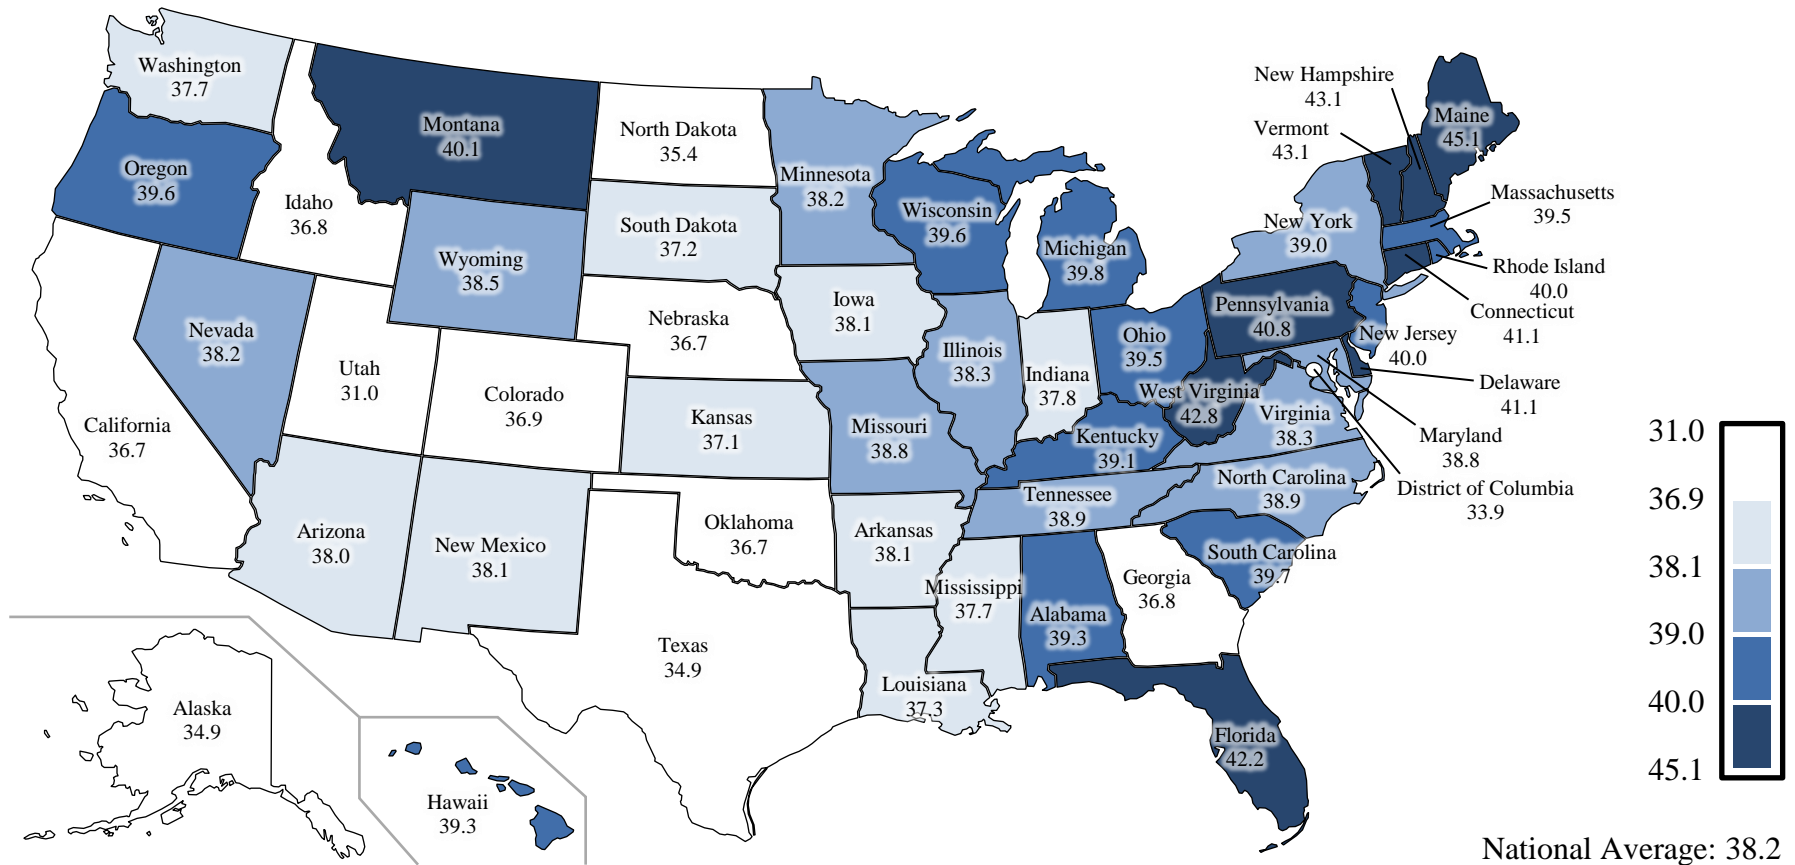 Washington
37.7
Montana
40.1
North Dakota
35.4
Minnesota
38.2
New Hampshire
43.1
Maine
45.1
Vermont
43.1
Oregon
39.6
Idaho
36.8
South Dakota
37.2
Wisconsin
39.6
Michigan
39.8
New York
39.0
Massachusetts
39.5
Rhode Island
40.0
Connecticut
41.1
Wyoming
38.5
Nevada
38.2
Nebraska
36.7
Iowa
38.1
Illinois
38.3
Indiana
37.8
Ohio
39.5
Pennsylvania
40.8
New Jersey
40.0
Delaware
41.1
Maryland
38.8
District of Columbia
33.9
Utah
31.0
Colorado
36.9
California
36.7
Kansas
37.1
Missouri
38.8
Kentucky
39.1
West Virginia
42.8
Virginia
38.3
North Carolina
38.9
Tennessee
38.9
Arizona
38.0
New Mexico
38.1
Oklahoma
36.7
Arkansas
38.1
Mississippi
37.7
Alabama
39.3
Georgia
36.8
South Carolina
39.7
Texas
34.9
Louisiana
37.3
Florida
42.2
Alaska
34.9
Hawaii
39.3
31.0
36.9
38.1
39.0
40.0
45.1
National Average: 38.2